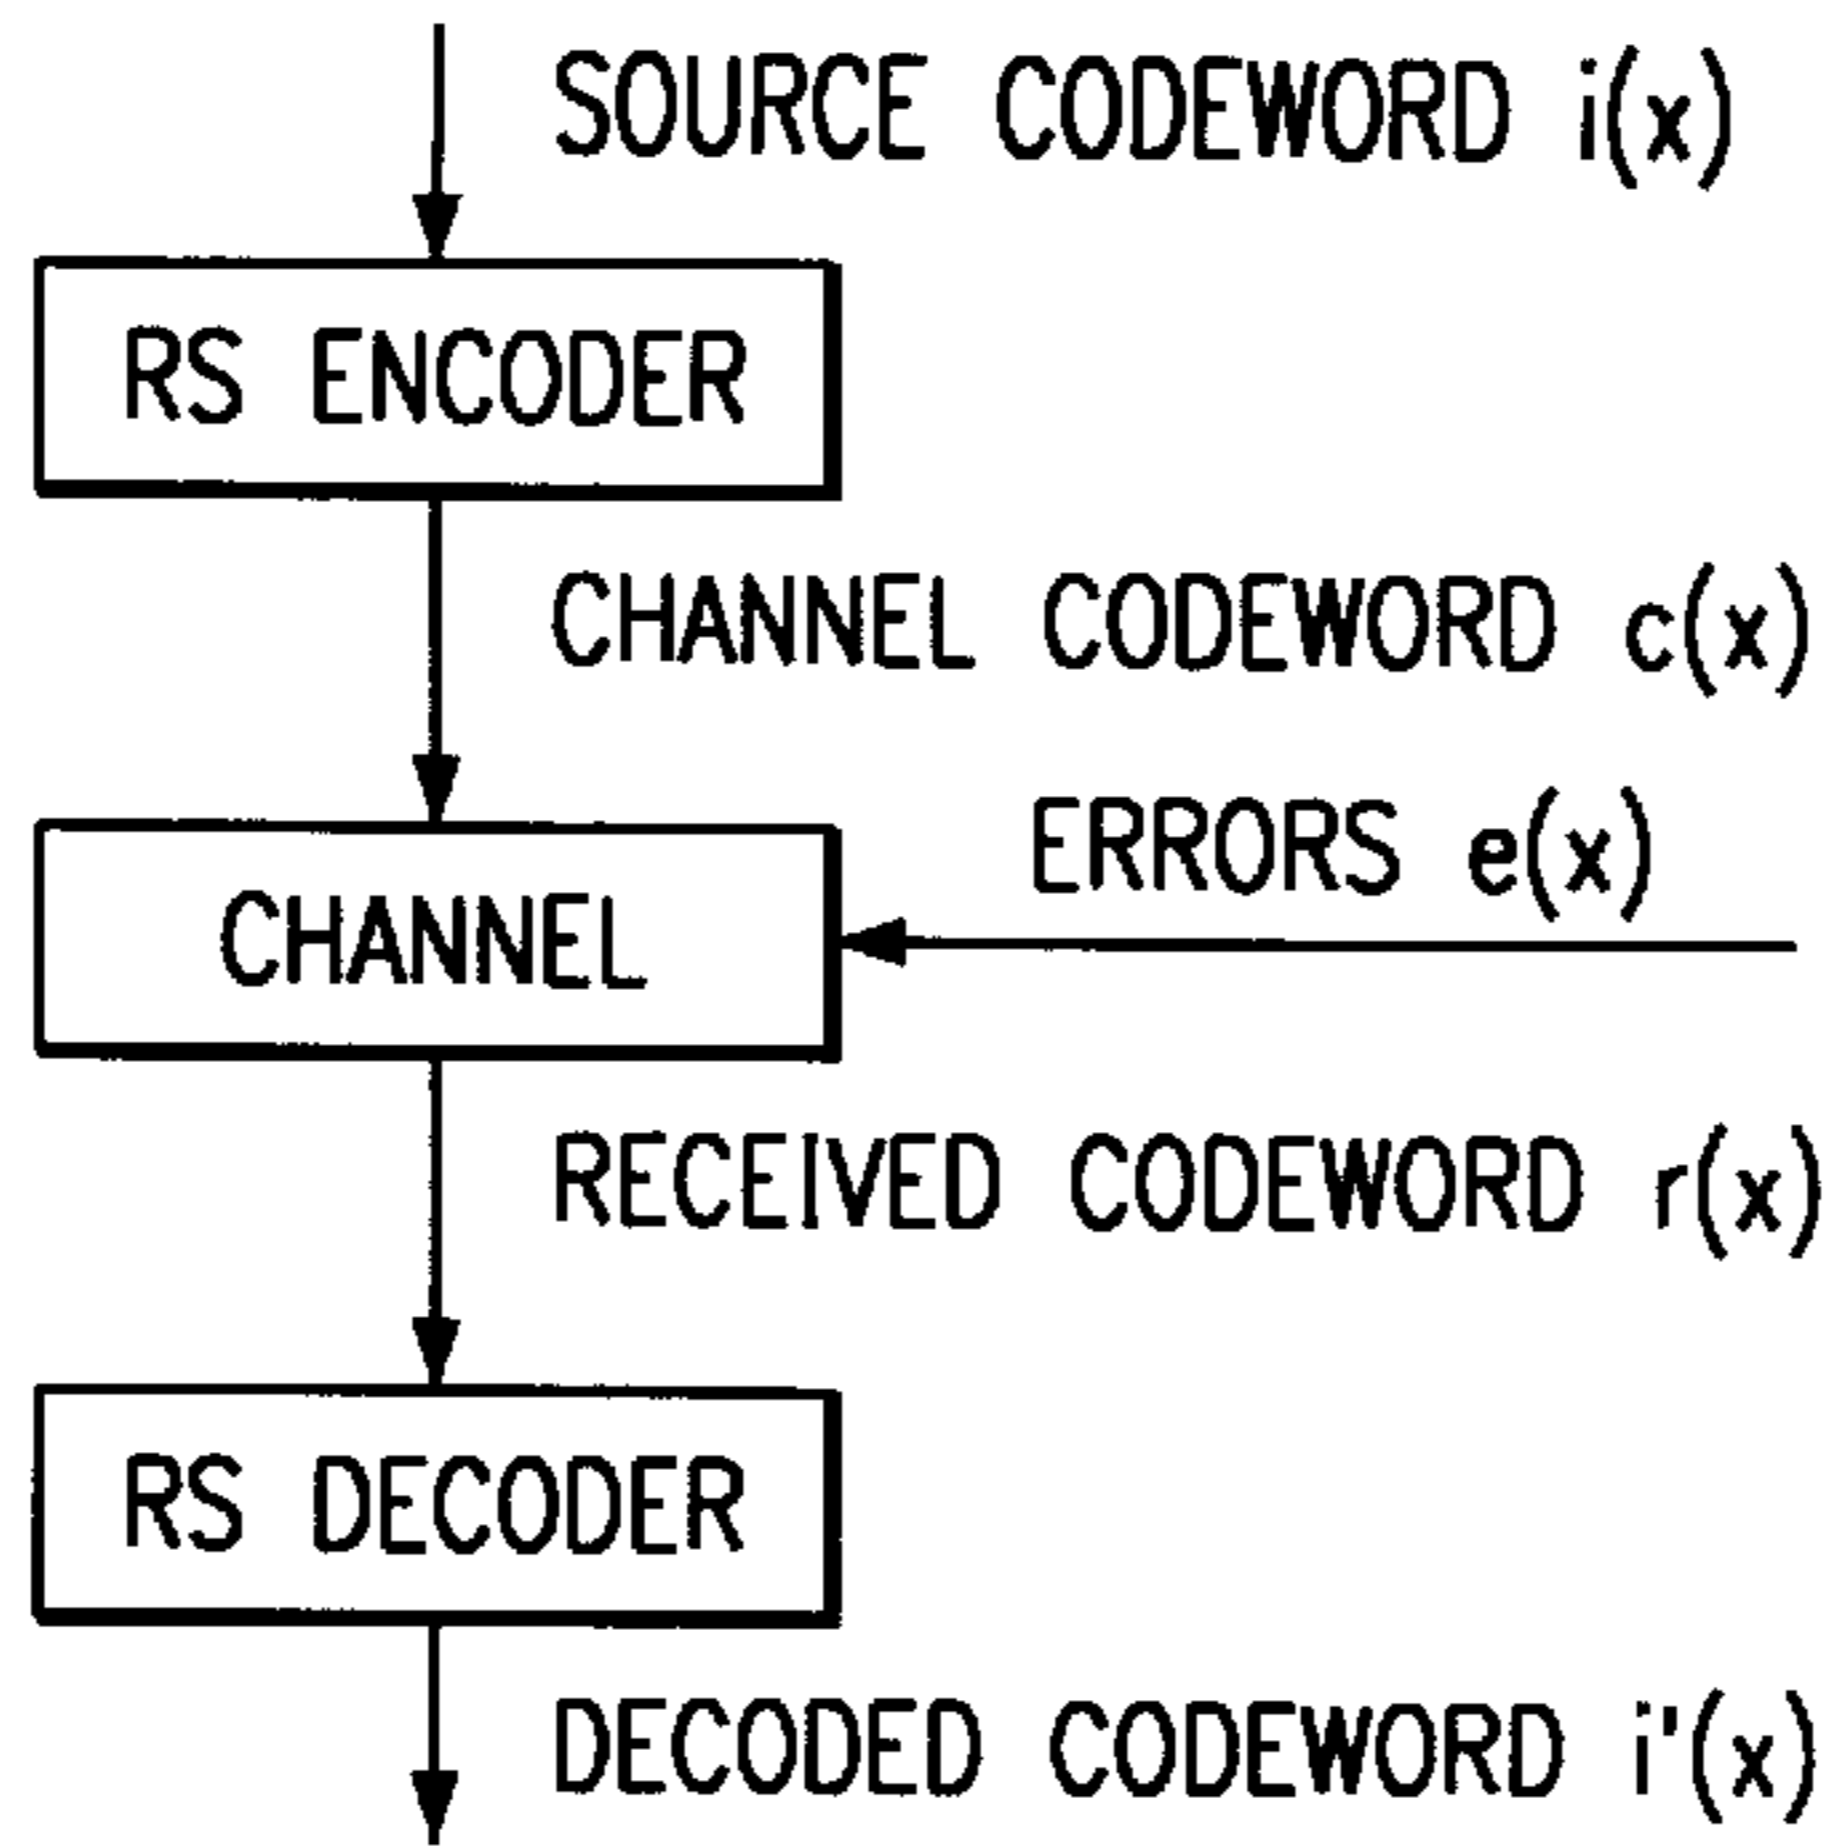 SOURCE CODEWORD i(x)
RS ENCODER
CHANNEL CODEWORD c(x)
ERRORS e(x)
CHANNEL
RECEIVED CODEWORD r(x)
RS DECODER
DECODED CODEWORD i'(x)